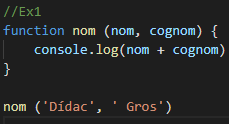 //Ex1
function nom (nom, cognom) {
    console.log(nom + cognom)
}
nom ('Dídac', ' Gros')